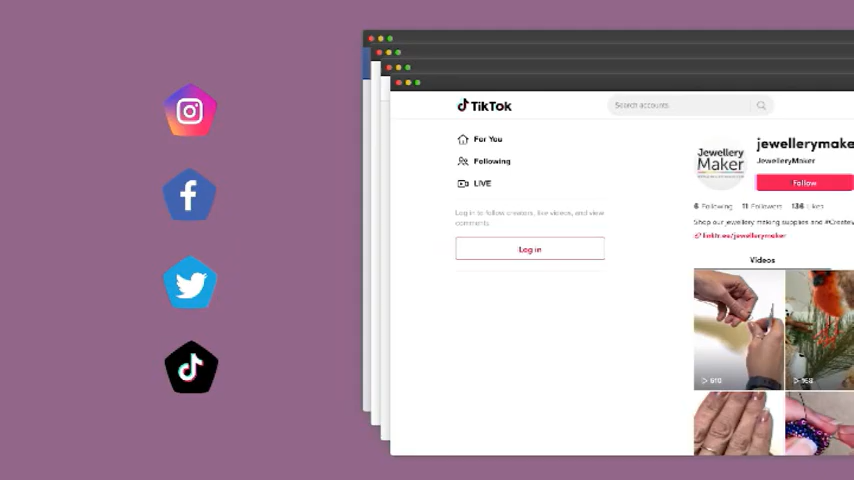 TikTok
Search accounts
For You
Following
LIVE
Log in to follow creators, like videos, and view
comments.
Log in
Jewellery
Maker
jewellerymake
JewelleryMaker
Follow
6 Following 11 Followers 136 Likes
Shop our jewellery making supplies and #Createv
linktr.ee/jewellerymaker
Videos
610
168